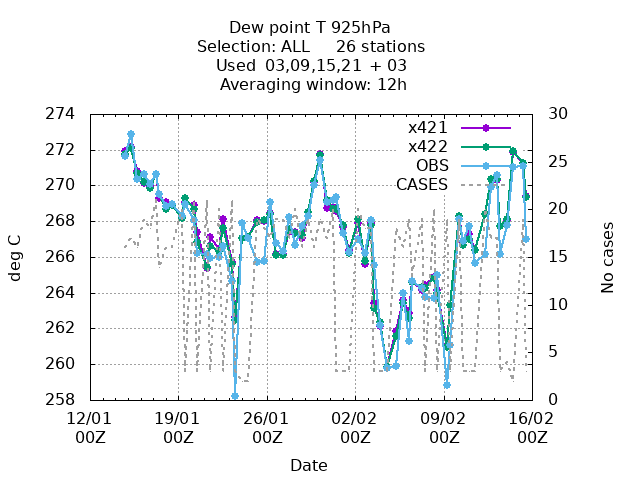 Dew point T 925hPa
Selection: ALL 26 stations
Used 03,09,15,21 + 03
Averaging window: 12h
274
272
270
268
266
264
262
260
258
deg C
30
25
20
15
10
5
0
No cases
x421
x422
OBS
CASES
12/01 19/01 26/01 02/02 09/02 16/02
00Z 00Z 00Z 00Z 00Z 00Z
Date